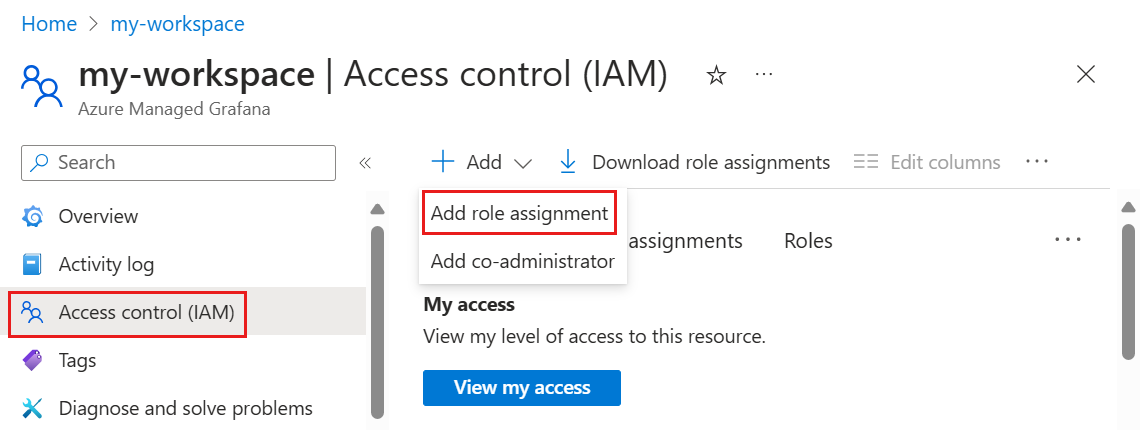 Home > my-workspace
my-workspace | Access control (IAM)
Azure Managed Grafana
Search
Overview
Activity log
Access control (IAM)
Tags
Diagnose and solve problems
Add
Download role assignments
Edit columns
Add role assignment
Add co-administrator
assignments
Roles
My access
View my level of access to this resource.
View my access